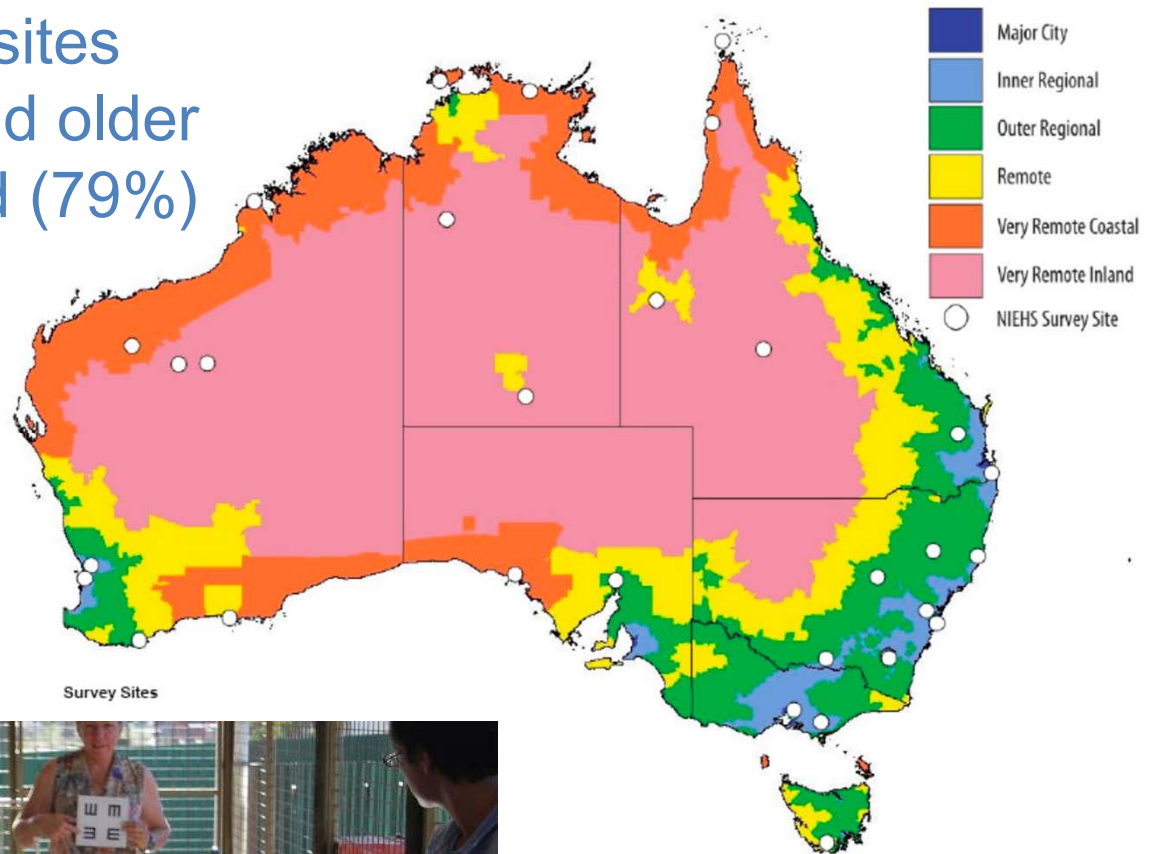 sites
d older
(79%)
Major City
Inner Regional
Outer Regional
Remote
Very Remote Coastal
Very Remote Inland
NIEHS Survey Site
Survey Sites
E m
Ǝ m